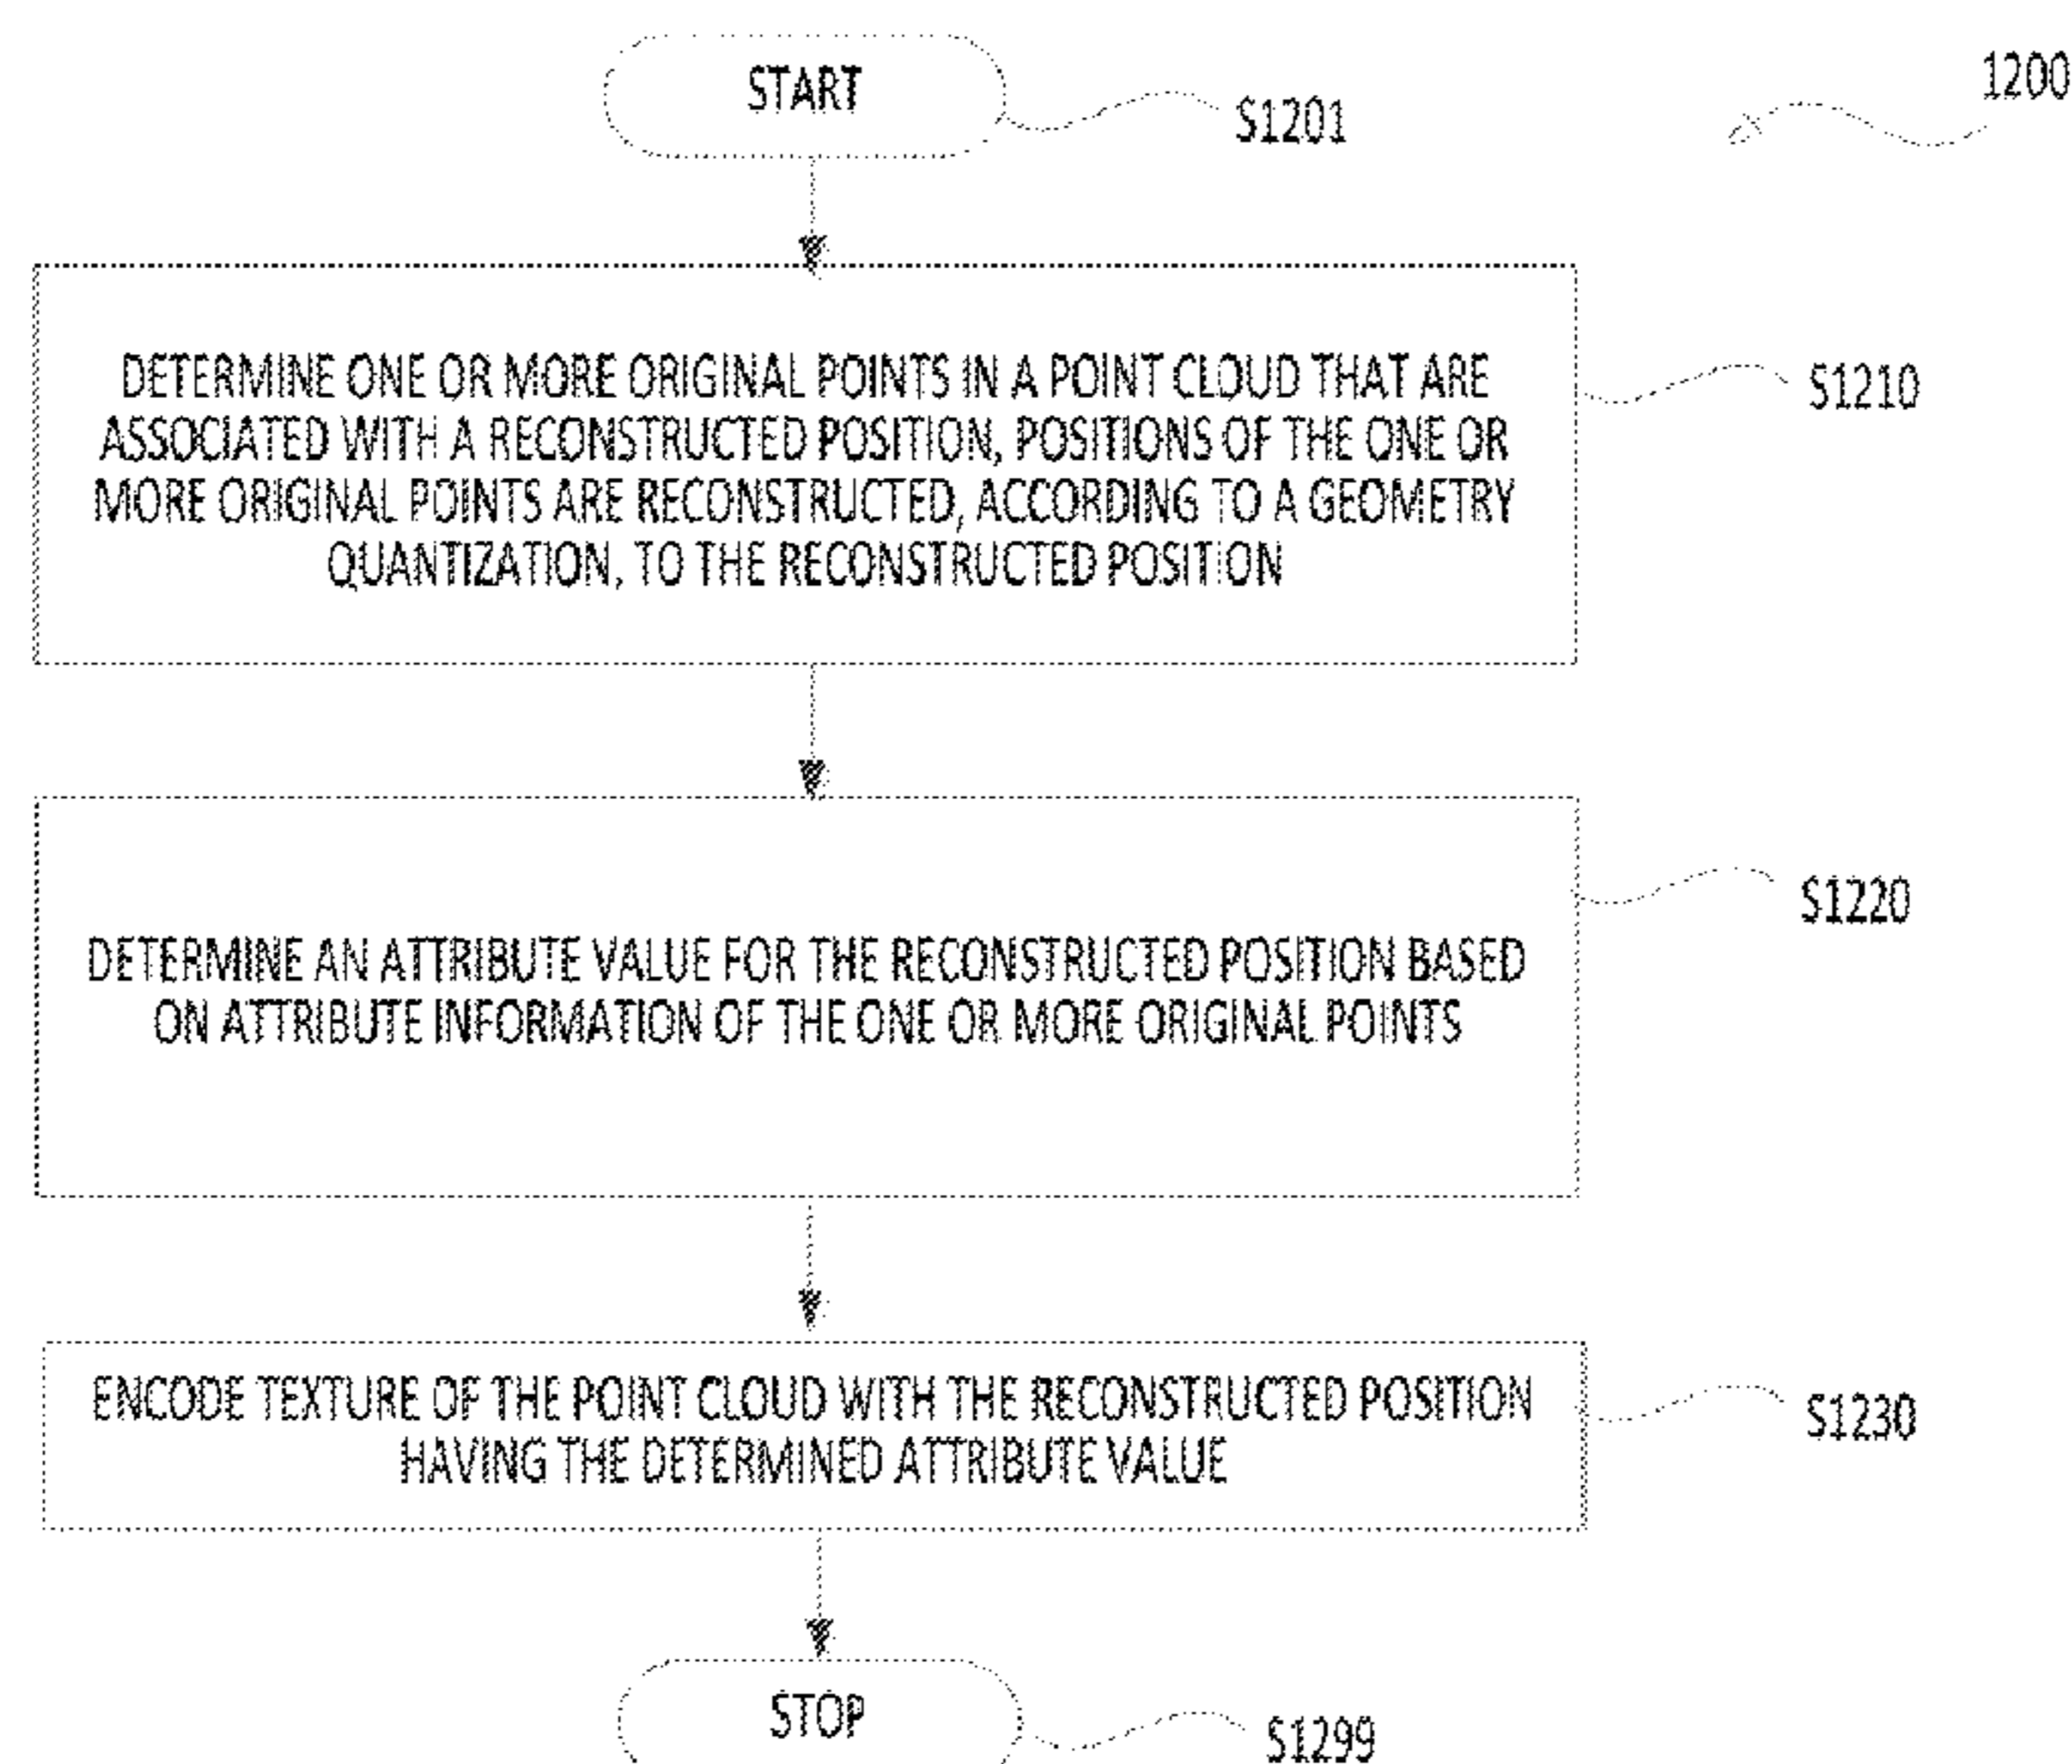 START
S1201
1200
DETERMINE ONE OR MORE ORIGINAL POINTS IN A POINT CLOUD THAT ARE
ASSOCIATED WITH A RECONSTRUCTED POSITION, POSITIONS OF THE ONE OR
MORE ORIGINAL POINTS ARE RECONSTRUCTED, ACCORDING TO A GEOMETRY
QUANTIZATION, TO THE RECONSTRUCTED POSITION
S1210
DETERMINE AN ATTRIBUTE VALUE FOR THE RECONSTRUCTED POSITION BASED
ON ATTRIBUTE INFORMATION OF THE ONE OR MORE ORIGINAL POINTS
S1220
ENCODE TEXTURE OF THE POINT CLOUD WITH THE RECONSTRUCTED POSITION
HAVING THE DETERMINED ATTRIBUTE VALUE
S1230
STOP
S1299